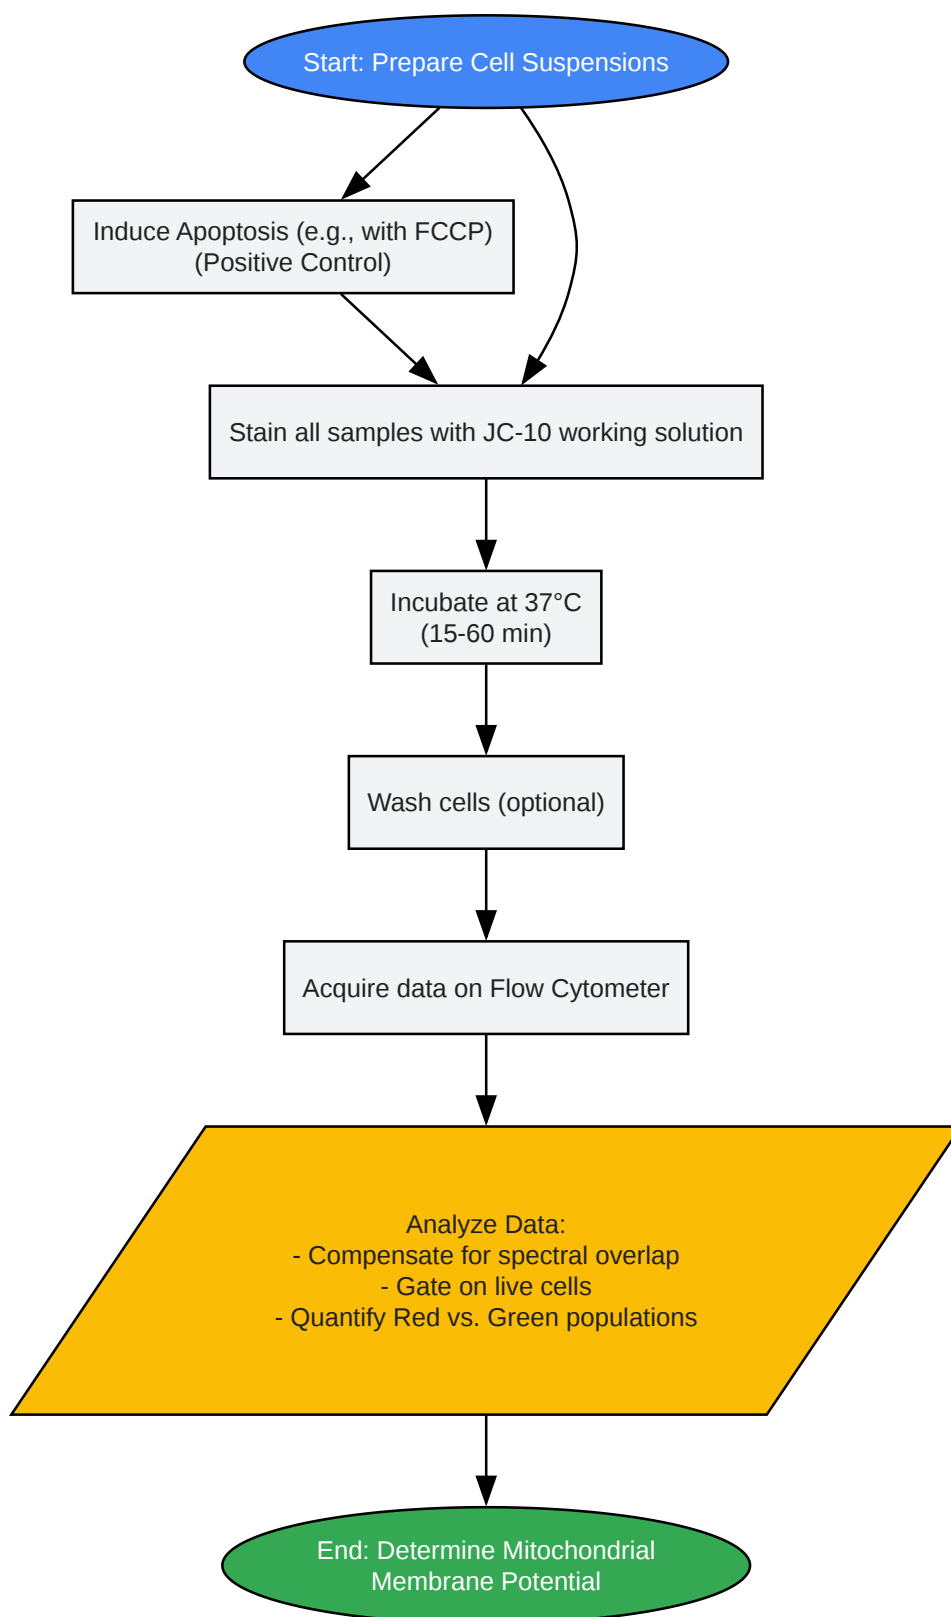 Start: Prepare Cell Suspensions
Induce Apoptosis (e.g., with FCCP)
(Positive Control)
Stain all samples with JC-10 working solution
Incubate at 37°C
(15-60 min)
Wash cells (optional)
Acquire data on Flow Cytometer
Analyze Data:
- Compensate for spectral overlap
- Gate on live cells
- Quantify Red vs. Green populations
End: Determine Mitochondrial
Membrane Potential